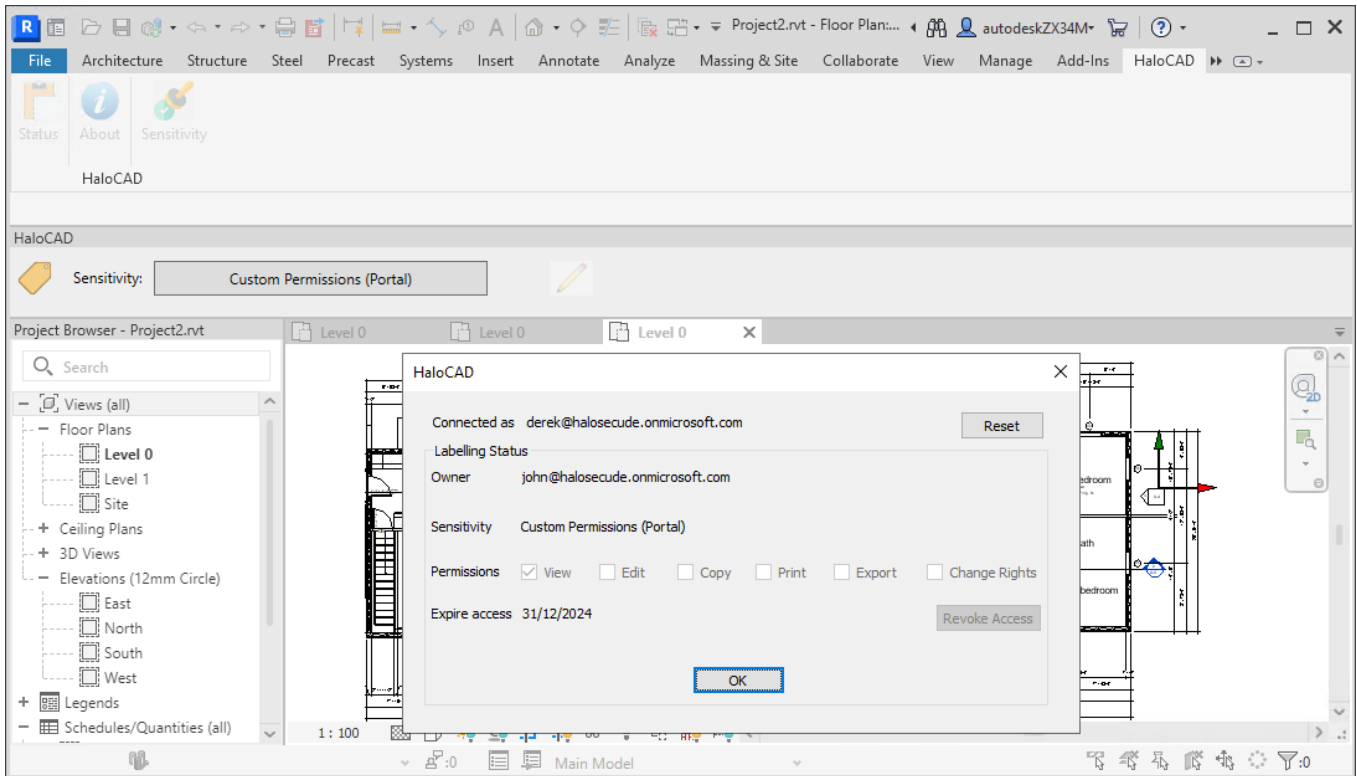 R Project2.rvt - Floor Plan:... autodeskZX34M
File Architecture Structure Steel Precast Systems Insert Annotate Analyze Massing & Site Collaborate View Manage Add-Ins HaloCAD
Status About Sensitivity
HaloCAD
HaloCAD
Sensitivity: Custom Permissions (Portal)
Project Browser - Project2.rvt
Level 0 Level 0 Level 0
Search
Views (all)
Floor Plans
Level 0
Level 1
Site
Ceiling Plans
3D Views
Elevations (12mm Circle)
East
North
South
West
Legends
Schedules/Quantities (all)
HaloCAD
Connected as derek@halosecude.onmicrosoft.com Reset
Labelling Status
Owner john@halosecude.onmicrosoft.com
Sensitivity Custom Permissions (Portal)
Permissions View Edit Copy Print Export Change Rights
Expire access 31/12/2024 Revoke Access
OK
2D
edroom
ath
bedroom
1 : 100
:0 Main Model :0